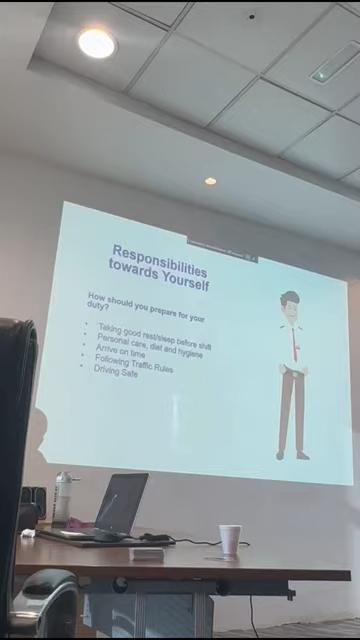 Responsibilities
towards Yourself
How should you prepare for your
duty?
• Taking good rest/sleep before shift
• Personal care, diet and hygiene
• Arrive on time
• Following Traffic Rules
• Driving Safe